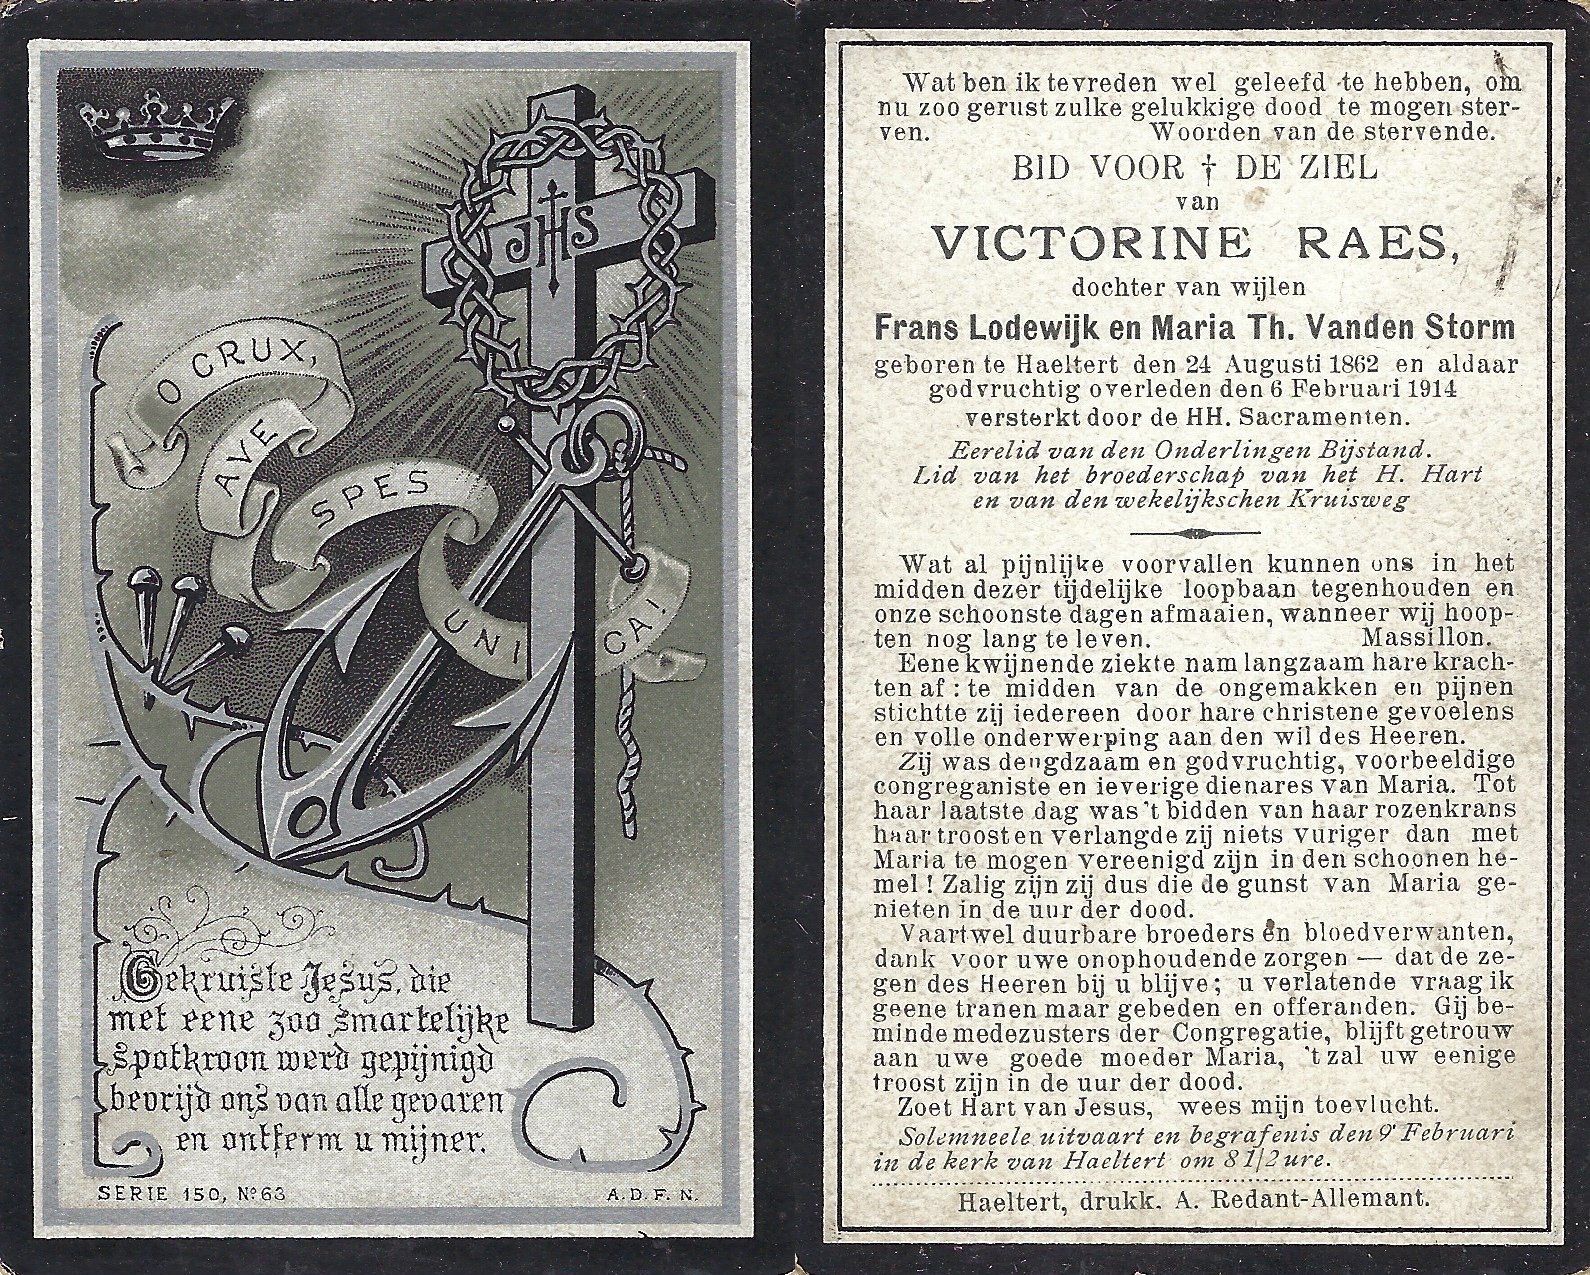 O CRUX,
AVE
SPES
UNI
CA!
JHS
Gekruiste Jesus, die
met eene zoo smartelijke
spotkroon werd gepijnigd
bevrijd ons van alle gevaren
en ontferm u mijner.
SERIE 150, Nº 63
A.D.F.N.
Wat ben ik tevreden wel geleefd te hebben, om
nu zoo gerust zulke gelukkige dood te mogen ster-
ven. Woorden van de stervende.
BID VOOR † DE ZIEL
van
VICTORINE RAES,
dochter van wijlen
Frans Lodewijk en Maria Th. Vanden Storm
geboren te Haeltert den 24 Augusti 1862 en aldaar
godvruchtig overleden den 6 Februari 1914
versterkt door de HH. Sacramenten.
Eerelid van den Onderlingen Bijstand.
Lid van het broederschap van het H. Hart
en van den wekelijkschen Kruisweg
Wat al pijnlijke voorvallen kunnen ons in het
midden dezer tijdelijke loopbaan tegenhouden en
onze schoonste dagen afmaaien, wanneer wij hoop-
ten nog lang te leven. Massillon.
Eene kwijnende ziekte nam langzaam hare krach-
ten af : te midden van de ongemakken en pijnen
stichtte zij iedereen door hare christene gevoelens
en volle onderwerping aan den wil des Heeren.
Zij was deugdzaam en godvruchtig, voorbeeldige
congreganiste en ieverige dienares van Maria. Tot
haar laatste dag was 't bidden van haar rozenkrans
haar troost en verlangde zij niets vuriger dan met
Maria te mogen vereenigd zijn in den schoonen he-
mel ! Zalig zijn zij dus die de gunst van Maria ge-
nieten in de uur der dood.
Vaartwel duurbare broeders en bloedverwanten,
dank voor uwe onophoudende zorgen — dat de ze-
gen des Heeren bij u blijve; u verlatende vraag ik
geene tranen maar gebeden en offeranden. Gij be-
minde medezusters der Congregatie, blijft getrouw
aan uwe goede moeder Maria, 't zal uw eenige
troost zijn in de uur der dood.
Zoet Hart van Jesus, wees mijn toevlucht.
Solemneele uitvaart en begrafenis den 9' Februari
in de kerk van Haeltert om 8 1/2 ure.
Haeltert, drukk. A. Redant-Allemant.